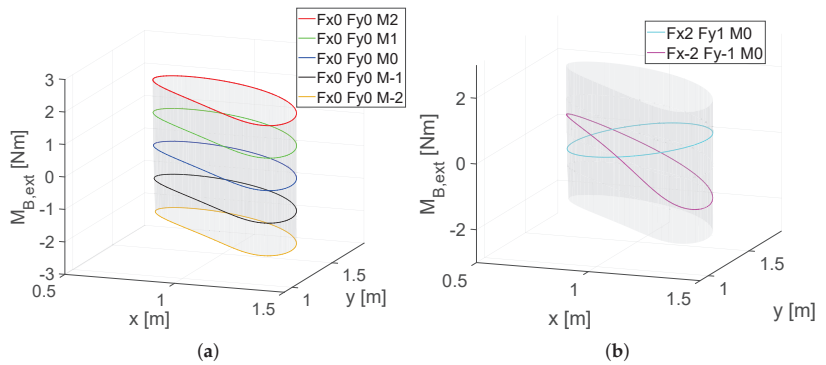 Fx0 Fy0 M2
Fx0 Fy0 M1
Fx0 Fy0 M0
Fx0 Fy0 M-1
Fx0 Fy0 M-2
3
2
1
0
-1
-2
-3
M_B,ext [Nm]
0.5
1
1.5
x [m]
1
1.5
y [m]
(a)
Fx2 Fy1 M0
Fx-2 Fy-1 M0
2
0
-2
M_B,ext [Nm]
0.5
1
1.5
x [m]
1
1.5
y [m]
(b)